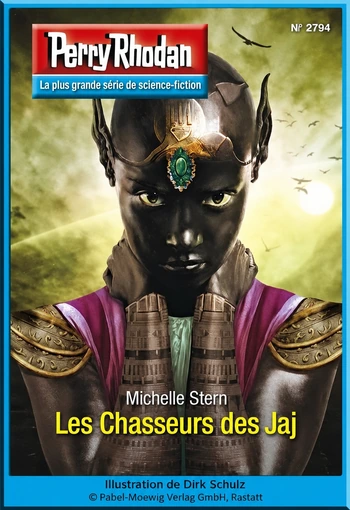 Perry Rhodan
Nr 2794
La plus grande série de science-fiction
Michelle Stern
Les Chasseurs des Jaj
Illustration de Dirk Schulz
© Pabel-Moewig Verlag GmbH, Rastatt